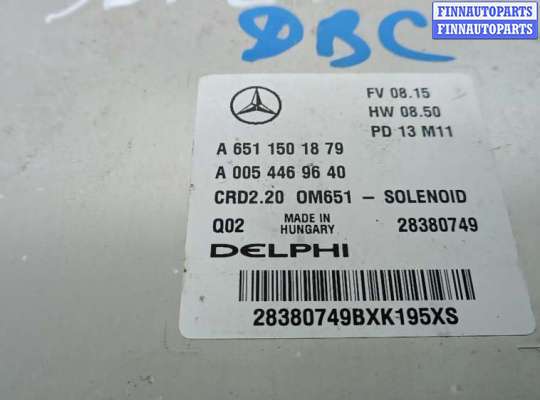 FINNAUTOPARTS
FINNAUTOPARTS
FINNAUTOPARTS
DBC
FV 08.15
HW 08.50
PD 13 M11
A 651 150 18 79
A 005 446 96 40
CRD2.20 OM651 - SOLENOID
Q02 MADE IN HUNGARY 28380749
DELPHI
28380749BXK195XS